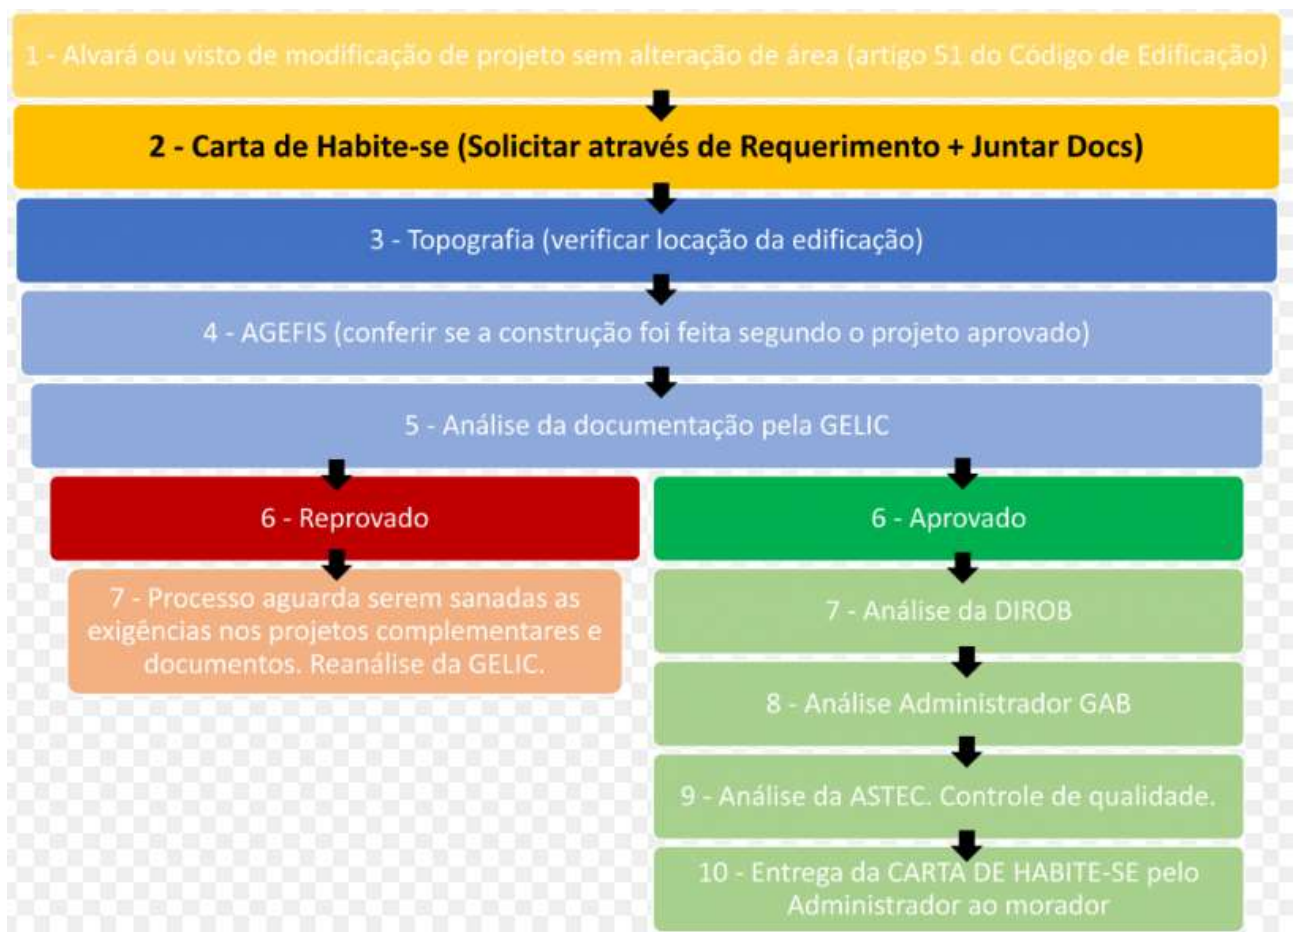 1 - Alvará ou visto de modificação de projeto sem alteração de área (artigo 51 do Código de Edificação)
2 - Carta de Habite-se (Solicitar através de Requerimento + Juntar Docs)
3 - Topografia (verificar locação da edificação)
4 - AGEFIS (conferir se a construção foi feita segundo o projeto aprovado)
5 - Análise da documentação pela GELIC
6 - Reprovado
7 - Processo aguarda serem sanadas as
exigências nos projetos complementares e
documentos. Reanálise da GELIC.
6 - Aprovado
7 - Análise da DIROB
8 - Análise Administrador GAB
9 - Análise da ASTEC. Controle de qualidade.
10 - Entrega da CARTA DE HABITE-SE pelo
Administrador ao morador